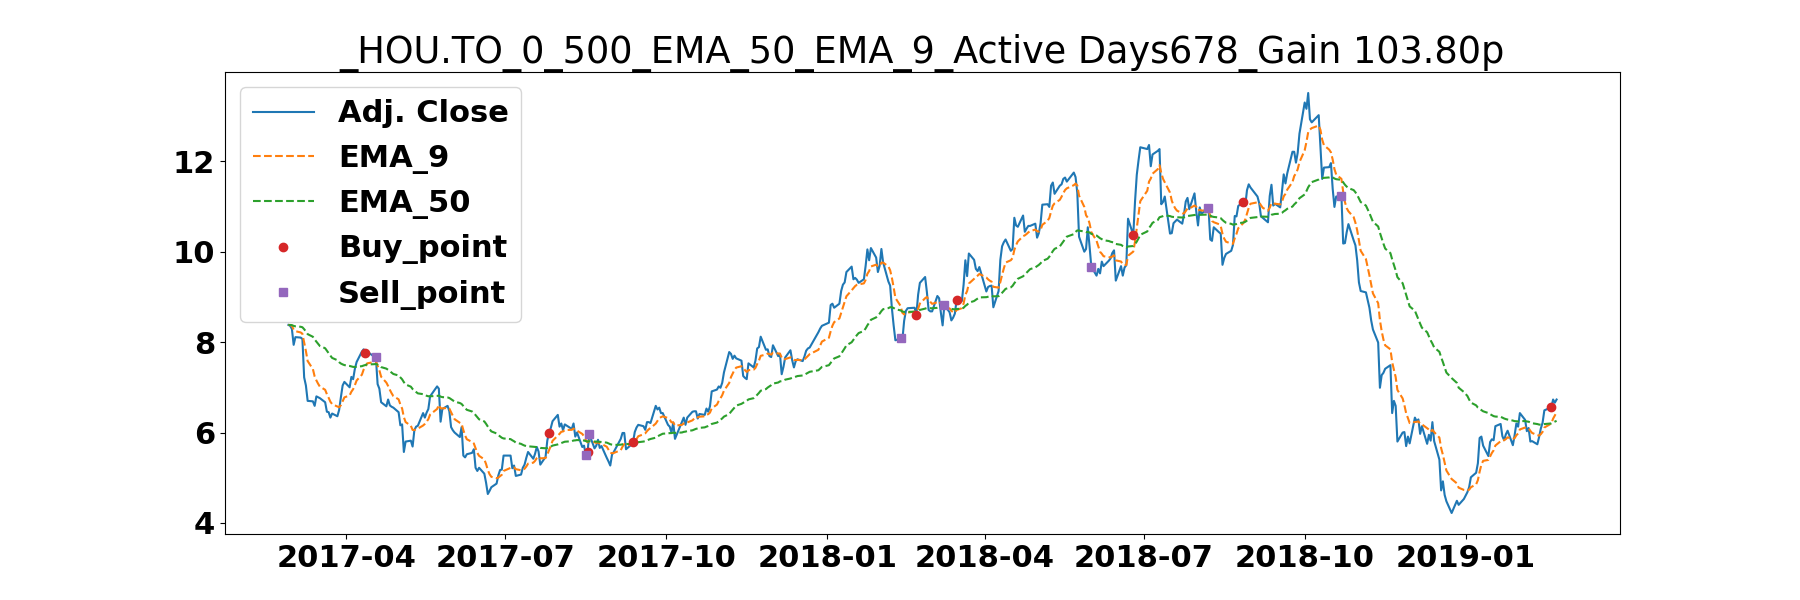 _HOU.TO_0_500_EMA_50_EMA_9_Active Days678_Gain 103.80p
Adj. Close
EMA_9
EMA_50
Buy_point
Sell_point
12
10
8
6
4
2017-04 2017-07 2017-10 2018-01 2018-04 2018-07 2018-10 2019-01